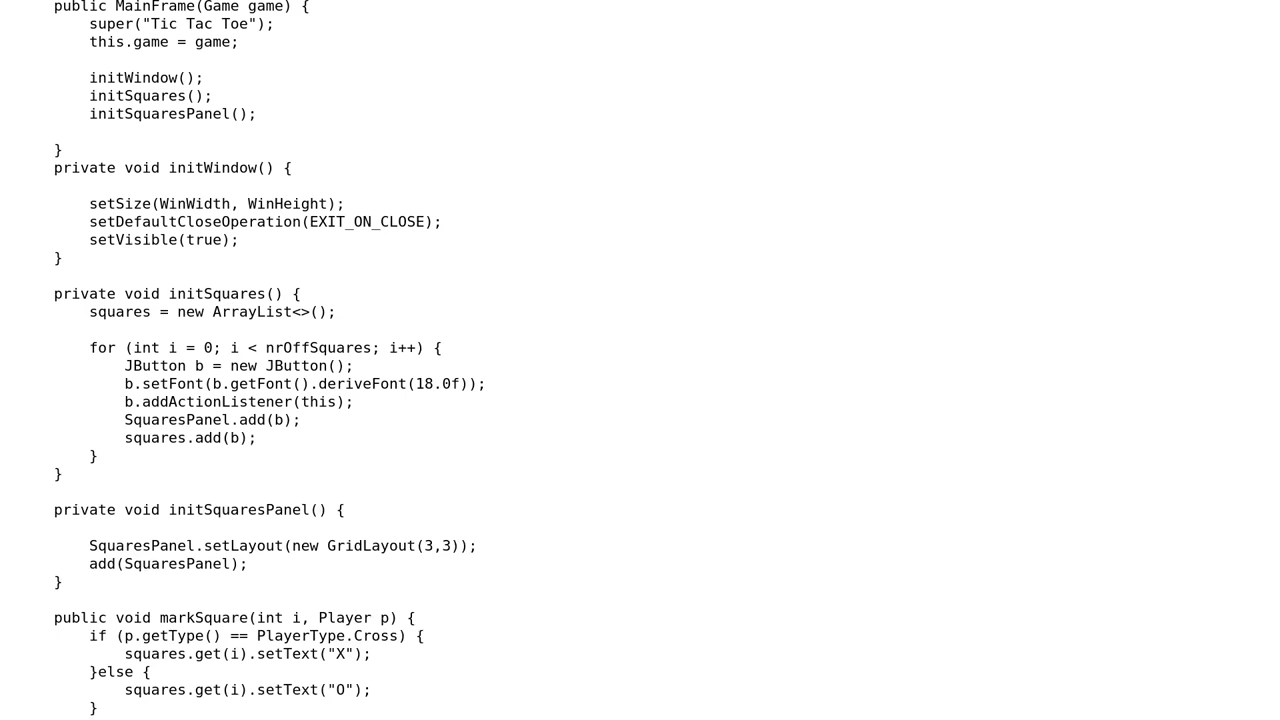 public MainFrame(Game game) {
super("Tic Tac Toe");
this.game = game;
initWindow();
initSquares();
initSquaresPanel();
}
private void initWindow() {
setSize(WinWidth, WinHeight);
setDefaultCloseOperation(EXIT_ON_CLOSE);
setVisible(true);
}
private void initSquares() {
squares = new ArrayList<>();
for (int i = 0; i < nrOffSquares; i++) {
JButton b = new JButton();
b.setFont(b.getFont().deriveFont(18.0f));
b.addActionListener(this);
SquaresPanel.add(b);
squares.add(b);
}
}
private void initSquaresPanel() {
SquaresPanel.setLayout(new GridLayout(3,3));
add(SquaresPanel);
}
public void markSquare(int i, Player p) {
if (p.getType() == PlayerType.Cross) {
squares.get(i).setText("X");
}else {
squares.get(i).setText("O");
}